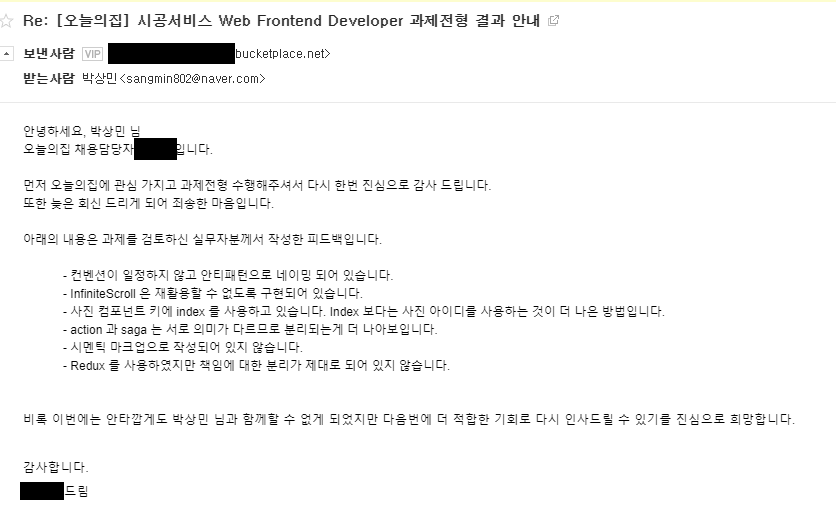 Re: [오늘의집] 시공서비스 Web Frontend Developer 과제전형 결과 안내
보낸사람 VIP bucketplace.net>
받는사람 박상민<sangmin802@naver.com>
안녕하세요, 박상민 님
오늘의집 채용담당자 입니다.
먼저 오늘의집에 관심 가지고 과제전형 수행해주셔서 다시 한번 진심으로 감사 드립니다.
또한 늦은 회신 드리게 되어 죄송한 마음입니다.
아래의 내용은 과제를 검토하신 실무자분께서 작성한 피드백입니다.
- 컨벤션이 일정하지 않고 안티패턴으로 네이밍 되어 있습니다.
- InfiniteScroll 은 재활용할 수 없도록 구현되어 있습니다.
- 사진 컴포넌트 키에 index 를 사용하고 있습니다. Index 보다는 사진 아이디를 사용하는 것이 더 나은 방법입니다.
- action 과 saga 는 서로 의미가 다르므로 분리되는게 더 나아보입니다.
- 시멘틱 마크업으로 작성되어 있지 않습니다.
- Redux 를 사용하였지만 책임에 대한 분리가 제대로 되어 있지 않습니다.
비록 이번에는 안타깝게도 박상민 님과 함께할 수 없게 되었지만 다음번에 더 적합한 기회로 다시 인사드릴 수 있기를 진심으로 희망합니다.
감사합니다.
드림